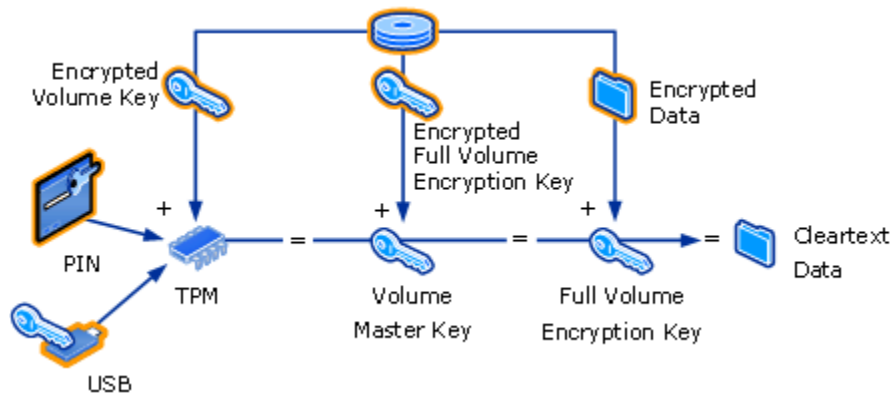 Encrypted
Volume Key
Encrypted
Full Volume
Encryption Key
Encrypted
Data
+
+
+
PIN
=
=
=
Cleartext
Data
TPM
Volume
Master Key
Full Volume
Encryption Key
USB